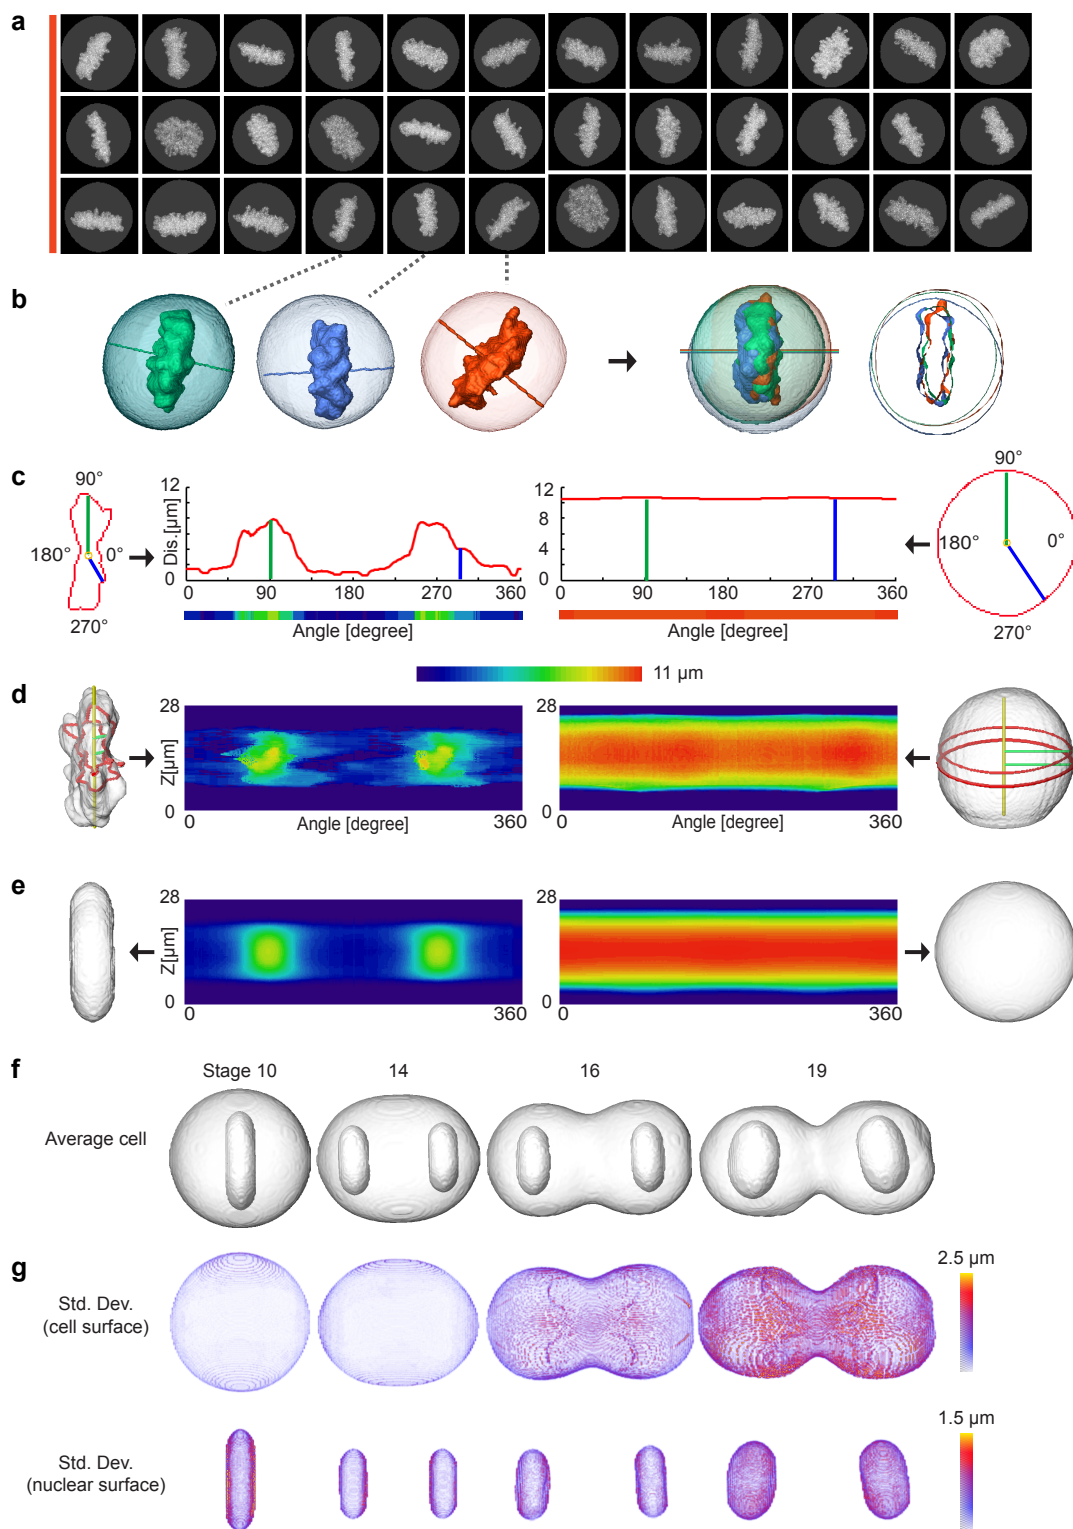 a
b
c
90°
180°
0°
270°
Dis.[µm]
12
8
4
0
0
90
180
270
360
Angle [degree]
12
8
4
0
0
90
180
270
360
Angle [degree]
90°
180°
0°
270°
11 µm
d
28
Z[µm]
0
0
Angle [degree]
360
28
0
0
Angle [degree]
360
e
28
Z[µm]
0
0
360
28
0
0
360
f
Stage 10
14
16
19
Average cell
g
2.5 µm
Std. Dev.
(cell surface)
1.5 µm
Std. Dev.
(nuclear surface)